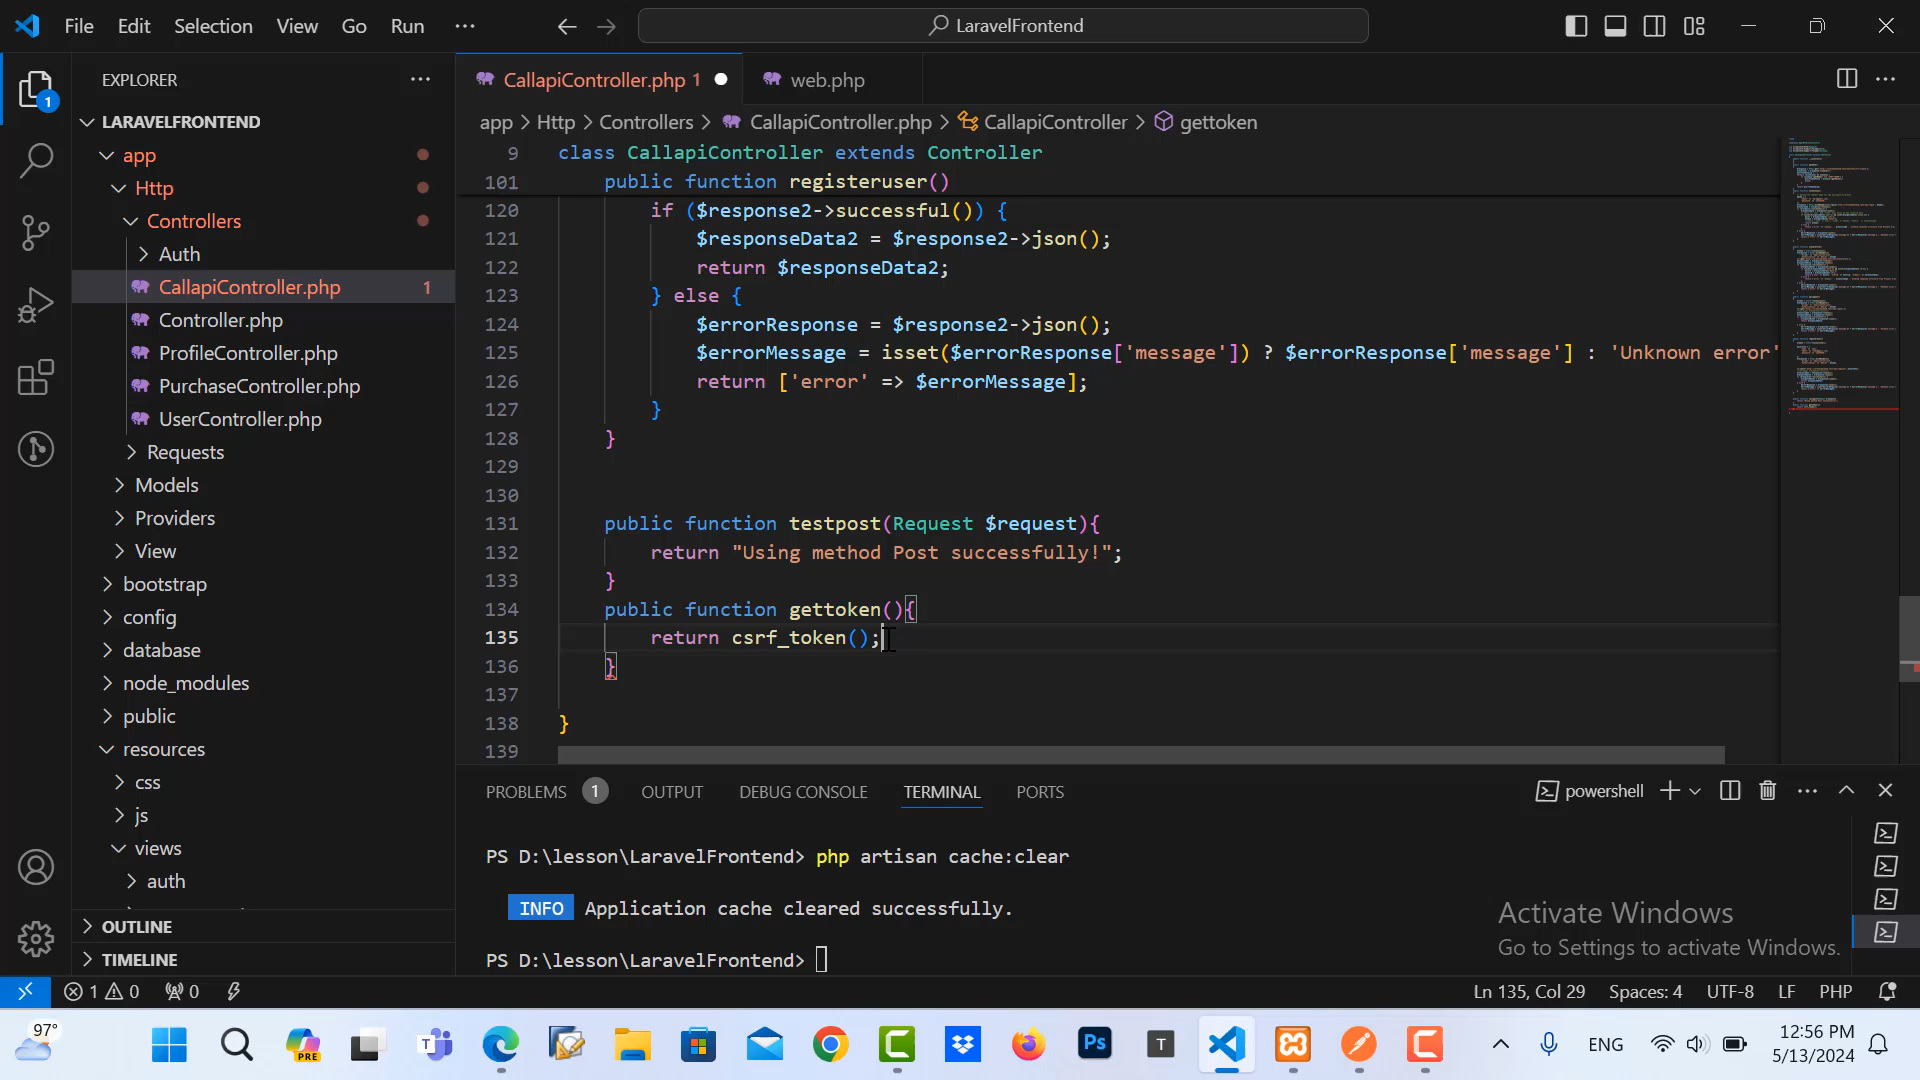 File Edit Selection View Go Run ···
LaravelFrontend
EXPLORER
LARAVELFRONTEND
app
Http
Controllers
Auth
CallapiController.php 1
Controller.php
ProfileController.php
PurchaseController.php
UserController.php
Requests
Models
Providers
View
bootstrap
config
database
node_modules
public
resources
css
js
views
auth
OUTLINE
TIMELINE
1
CallapiController.php 1
web.php
app > Http > Controllers > CallapiController.php > CallapiController > gettoken
9 class CallapiController extends Controller
101 public function registeruser()
120 if ($response2->successful()) {
121 $responseData2 = $response2->json();
122 return $responseData2;
123 } else {
124 $errorResponse = $response2->json();
125 $errorMessage = isset($errorResponse['message']) ? $errorResponse['message'] : 'Unknown error'
126 return ['error' => $errorMessage];
127 }
128 }
129
130
131 public function testpost(Request $request){
132 return "Using method Post successfully!";
133 }
134 public function gettoken(){
135 return csrf_token();
136 }
137
138 }
139
PROBLEMS 1 OUTPUT DEBUG CONSOLE TERMINAL PORTS
powershell
PS D:\lesson\LaravelFrontend> php artisan cache:clear
INFO Application cache cleared successfully.
PS D:\lesson\LaravelFrontend>
Activate Windows
Go to Settings to activate Windows.
1 0 0
Ln 135, Col 29 Spaces: 4 UTF-8 LF PHP
97°
PRE
Ps
T
ENG
12:56 PM
5/13/2024